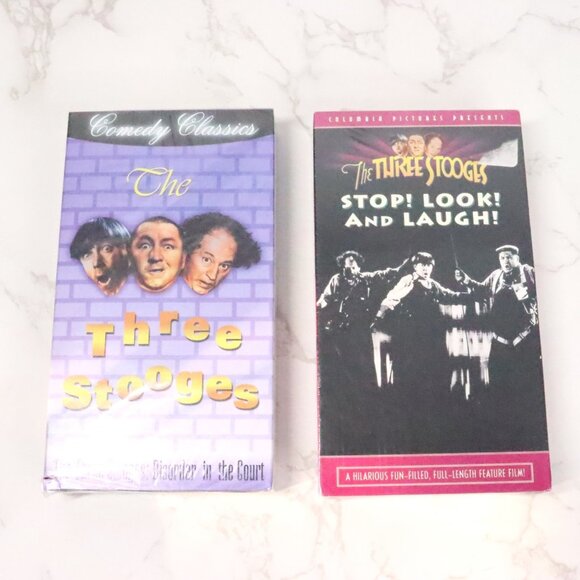 Comedy Classics
The
Three
Stooges
Disorder in the Court
COLUMBIA PICTURES PRESENTS
The THREE STOOGES
STOP! LOOK!
AND LAUGH!
A HILARIOUS FUN-FILLED, FULL-LENGTH FEATURE FILM!